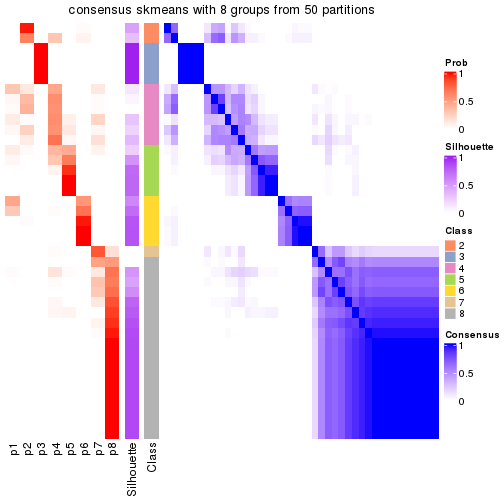 consensus skmeans with 8 groups from 50 partitions
Prob
1
0.5
0
Silhouette
1
0.5
0
Class
2
3
4
5
6
7
8
Consensus
1
0.5
0
p1
p2
p3
p4
p5
p6
p7
p8
Silhouette
Class